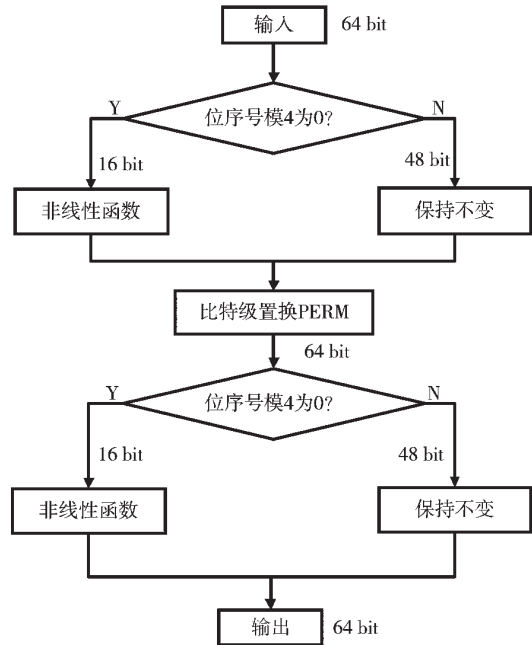 输入 64 bit
位序号模4为0?
Y
N
16 bit
48 bit
非线性函数
保持不变
比特级置换PERM
64 bit
位序号模4为0?
Y
N
16 bit
48 bit
非线性函数
保持不变
输出 64 bit